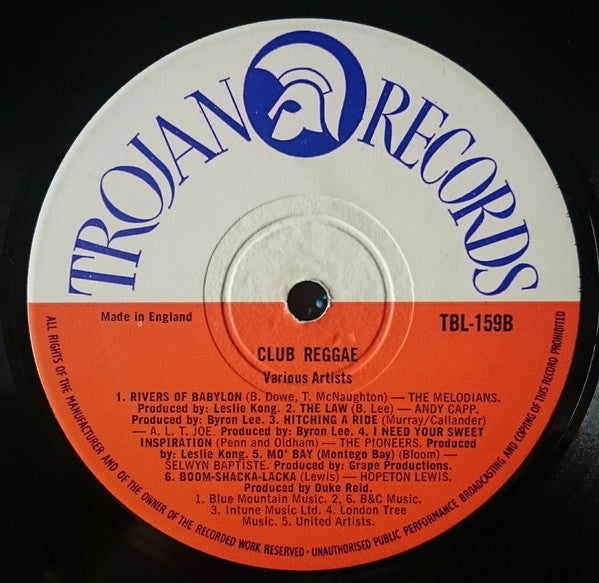 TROJAN RECORDS
Made in England
TBL-159B
CLUB REGGAE
Various Artists
1. RIVERS OF BABYLON (B. Dowe, T. McNaughton) — THE MELODIANS.
Produced by: Leslie Kong. 2. THE LAW (B. Lee) — ANDY CAPP.
Produced by: Byron Lee. 3. HITCHING A RIDE (Murray/Callander)
— A. L. T. JOE. Produced by: Byron Lee. 4. I NEED YOUR SWEET
INSPIRATION (Penn and Oldham) — THE PIONEERS. Produced
by: Leslie Kong. 5. MO' BAY (Montego Bay) (Bloom) —
SELWYN BAPTISTE. Produced by: Grape Productions.
6. BOOM-SHACKA-LACKA (Lewis) — HOPETON LEWIS.
Produced by Duke Reid.
1. Blue Mountain Music. 2, 6. B&C Music.
3. Intune Music Ltd. 4. London Tree
Music. 5. United Artists.
ALL RIGHTS OF THE MANUFACTURER AND OF THE OWNER OF THE RECORDED WORK RESERVED - UNAUTHORISED PUBLIC PERFORMANCE BROADCASTING AND COPYING OF THIS RECORD PROHIBITED